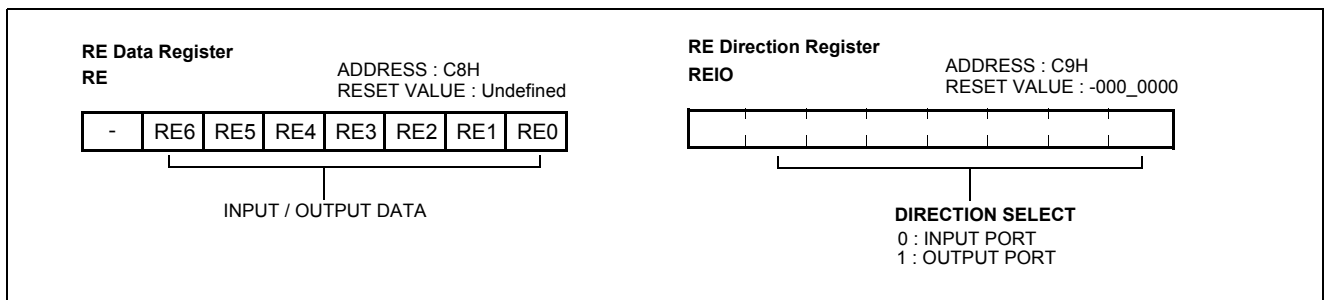 RE Data Register
RE
ADDRESS : C8H
RESET VALUE : Undefined
- RE6 RE5 RE4 RE3 RE2 RE1 RE0
INPUT / OUTPUT DATA
RE Direction Register
REIO
ADDRESS : C9H
RESET VALUE : -000_0000
DIRECTION SELECT
0 : INPUT PORT
1 : OUTPUT PORT